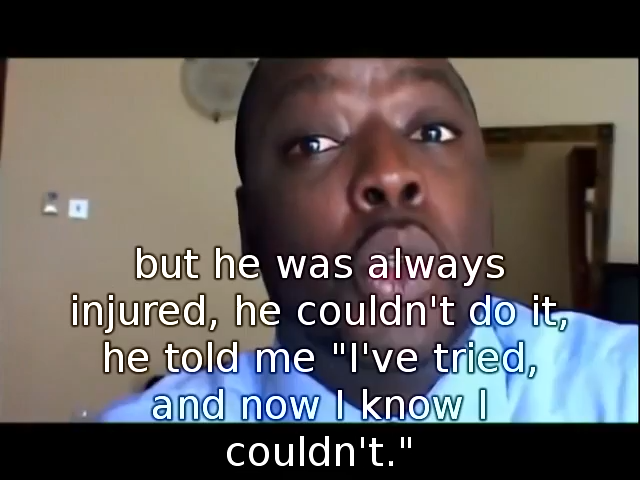 but he was always
injured, he couldn't do it,
he told me "I've tried,
and now I know I
couldn't."